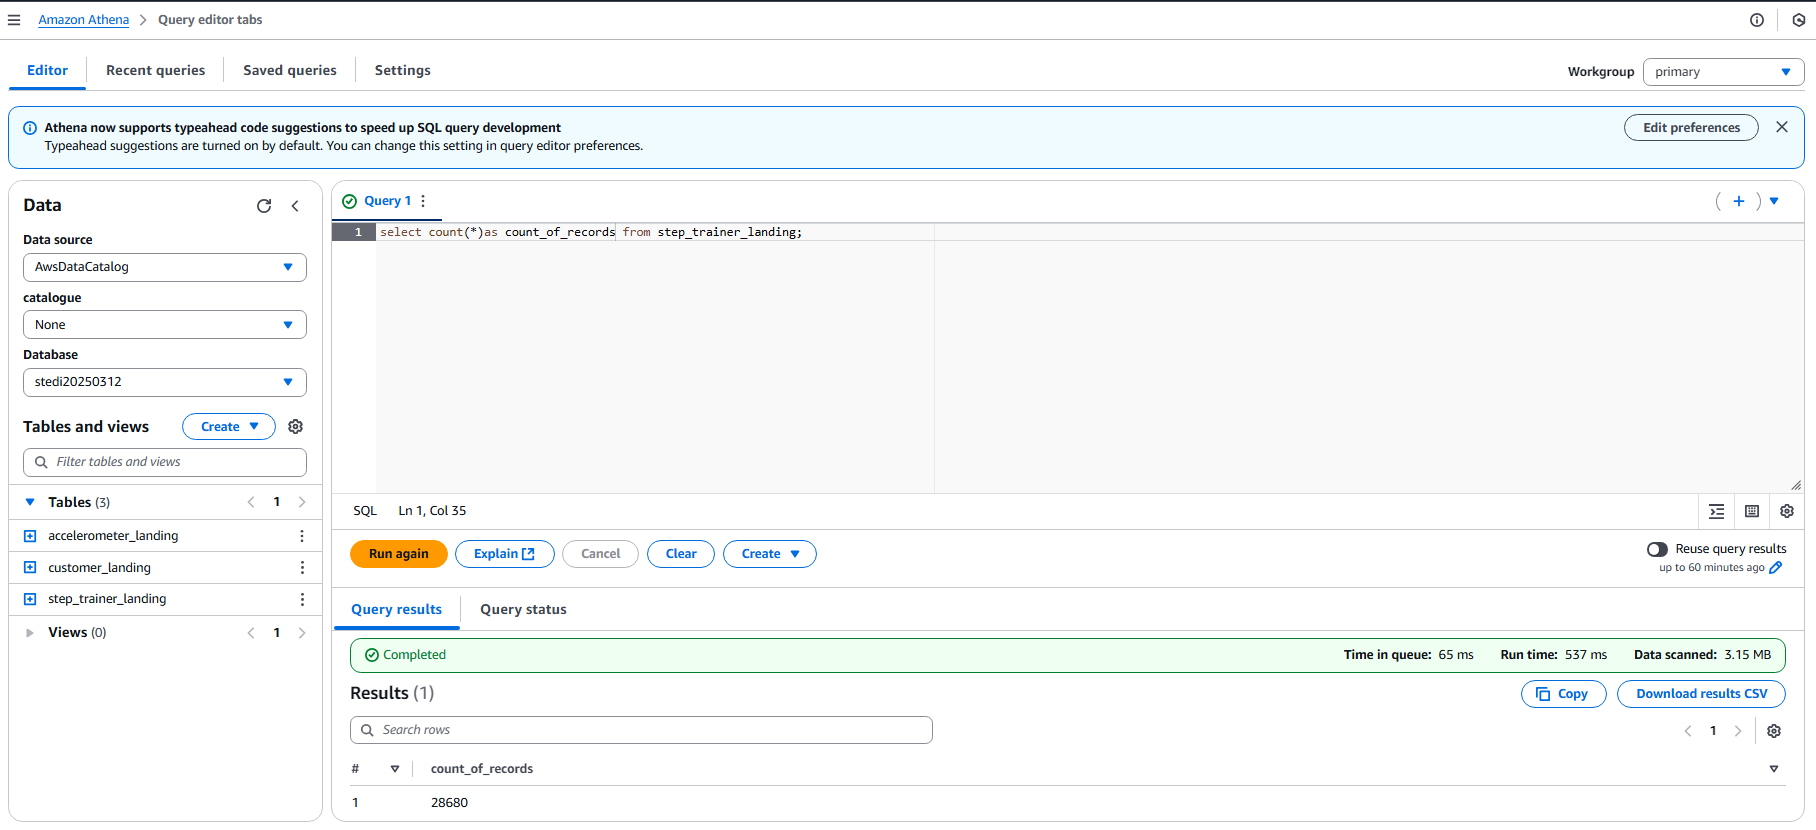 Amazon Athena > Query editor tabs
Editor Recent queries Saved queries Settings
Workgroup primary
Athena now supports typeahead code suggestions to speed up SQL query development
Typeahead suggestions are turned on by default. You can change this setting in query editor preferences.
Edit preferences
Data
Data source
AwsDataCatalog
catalogue
None
Database
stedi20250312
Tables and views Create
Filter tables and views
Tables (3) < 1 >
accelerometer_landing
customer_landing
step_trainer_landing
Views (0) < 1 >
Query 1
1 select count(*)as count_of_records from step_trainer_landing;
SQL Ln 1, Col 35
Run again Explain Cancel Clear Create
Reuse query results
up to 60 minutes ago
Query results Query status
Completed Time in queue: 65 ms Run time: 537 ms Data scanned: 3.15 MB
Results (1) Copy Download results CSV
Search rows < 1 >
# count_of_records
1 28680